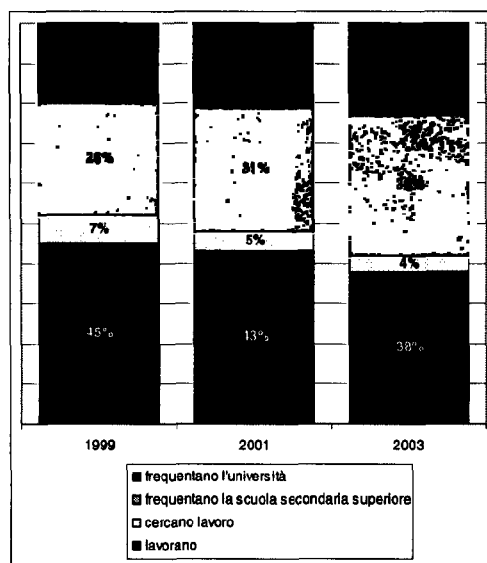 28%
31%
7%
5%
4%
45%
43%
38%
1999 2001 2003
frequentano l'università
frequentano la scuola secondaria superiore
cercano lavoro
lavorano